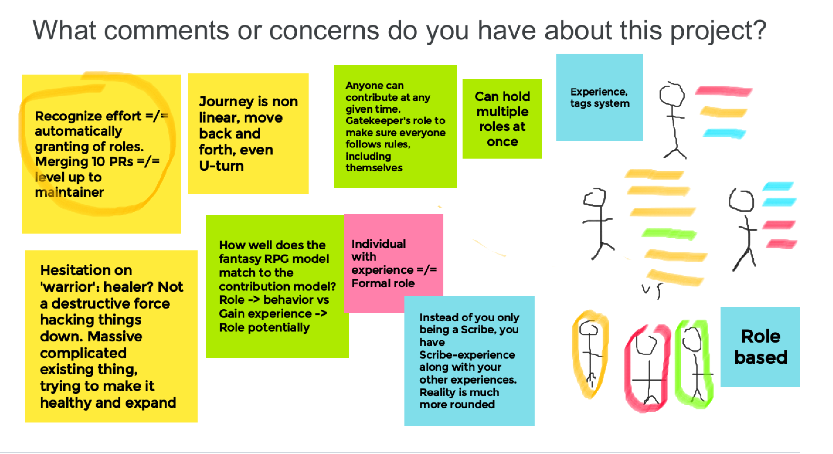 What comments or concerns do you have about this project?
Recognize effort =/=
automatically
granting of roles.
Merging 10 PRs =/=
level up to
maintainer
Journey is non
linear, move
back and
forth, even
U-turn
Anyone can
contribute at any
given time.
Gatekeeper's role to
make sure everyone
follows rules,
including
themselves
Can hold
multiple
roles at
once
Experience,
tags system
Hesitation on
'warrior': healer? Not
a destructive force
hacking things
down. Massive
complicated
existing thing,
trying to make it
healthy and expand
How well does the
fantasy RPG model
match to the
contribution model?
Role -> behavior vs
Gain experience ->
Role potentially
Individual
with
experience =/=
Formal role
Instead of you only
being a Scribe, you
have
Scribe-experience
along with your
other experiences.
Reality is much
more rounded
vs
Role
based